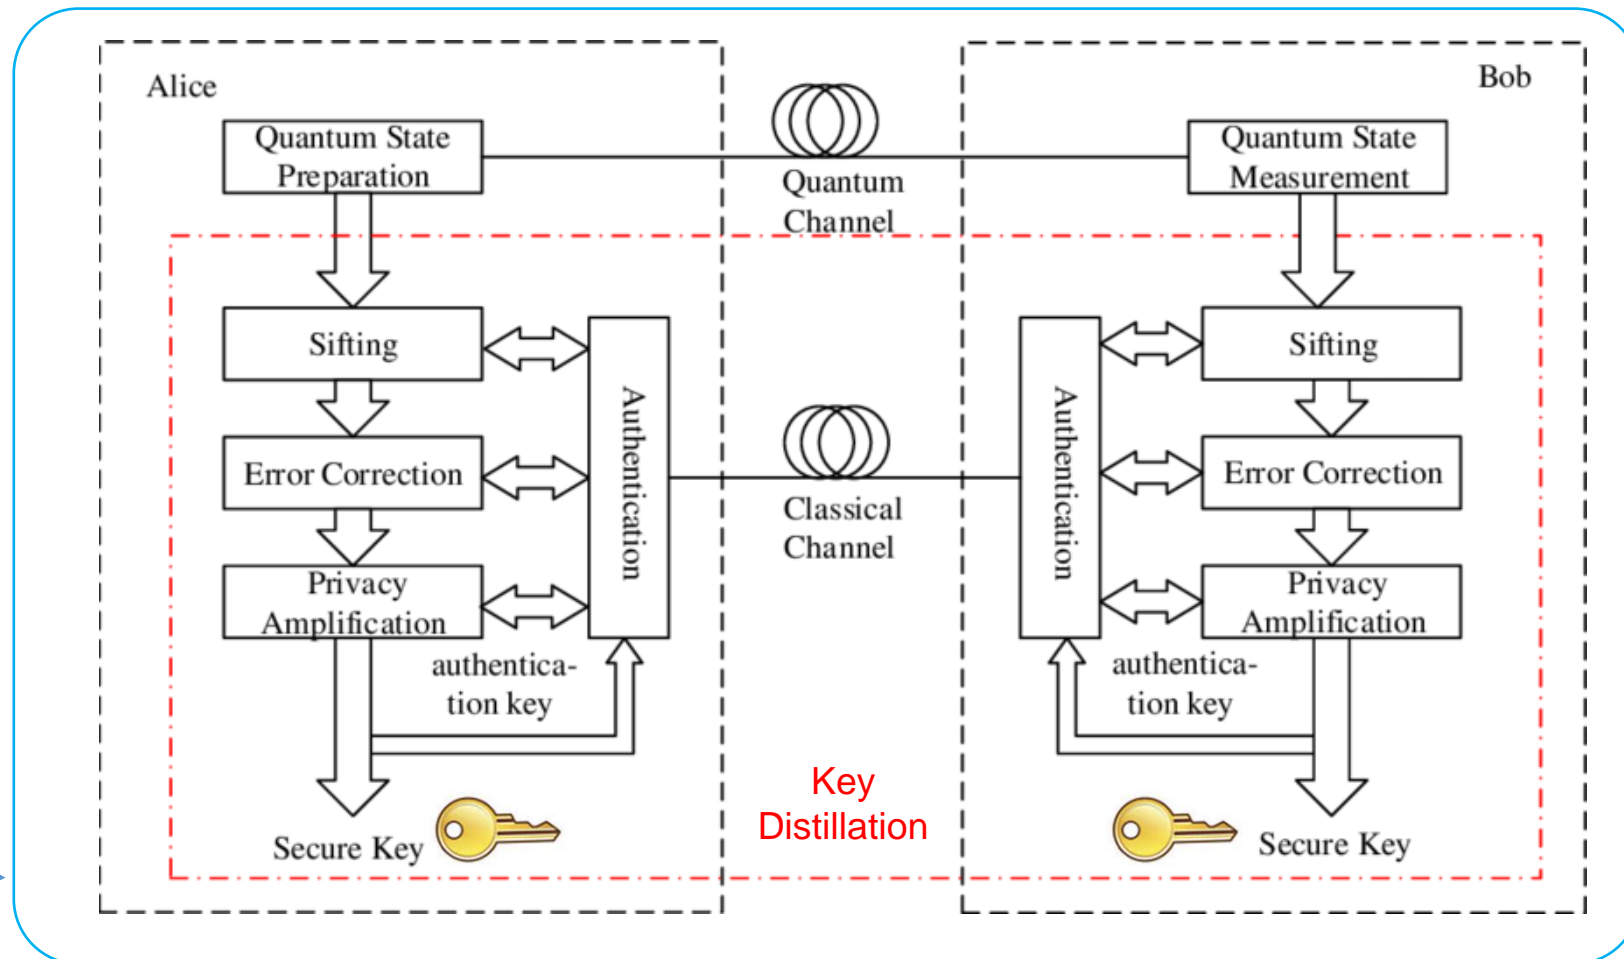 Alice
Bob
Quantum State
Preparation
Quantum
Channel
Quantum State
Measurement
Sifting
Error Correction
Privacy
Amplification
Authentication
authentica-
tion key
Secure Key
Classical
Channel
Key
Distillation
Authentication
Sifting
Error Correction
Privacy
Amplification
authentica-
tion key
Secure Key